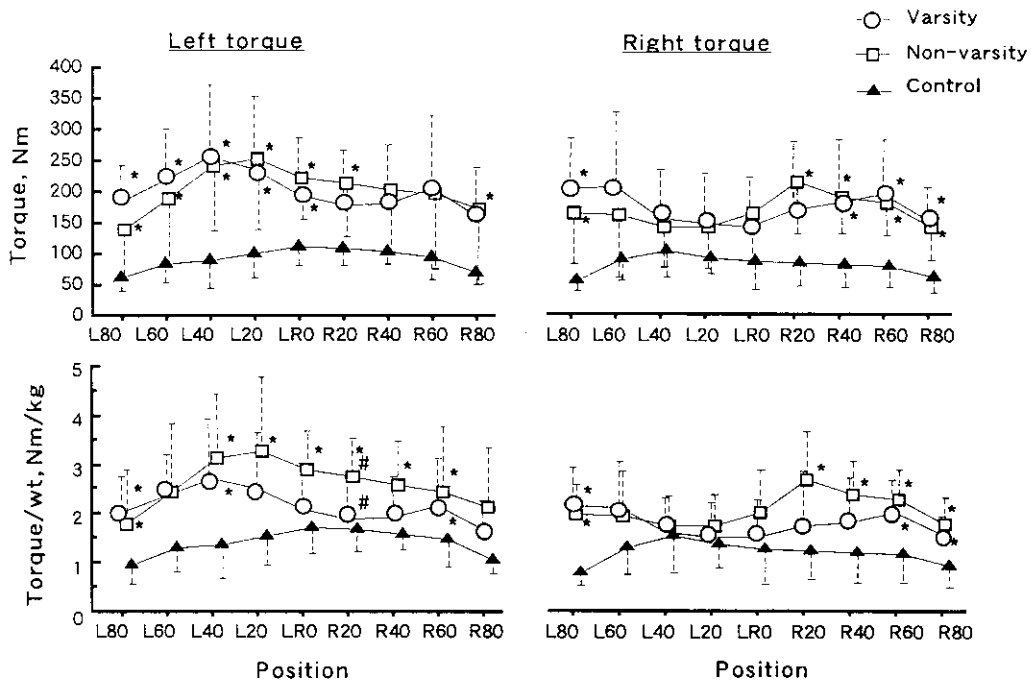 Left torque
Right torque
Varsity
Non-varsity
Control
Torque, Nm
400
350
300
250
200
150
100
50
0
L80 L60 L40 L20 LR0 R20 R40 R60 R80
L80 L60 L40 L20 LR0 R20 R40 R60 R80
* * * * * * * * * * *
* * * * * * * * *
Torque/wt, Nm/kg
5
4
3
2
1
0
* * * * * * * * *
# #
* * * * * * * *
L80 L60 L40 L20 LR0 R20 R40 R60 R80
L80 L60 L40 L20 LR0 R20 R40 R60 R80
Position
Position